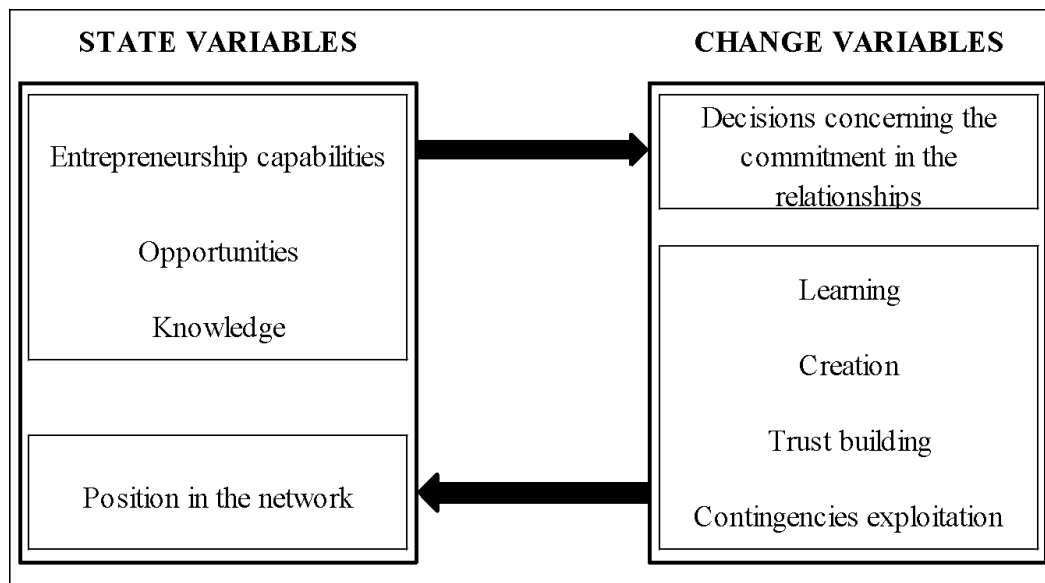 STATE VARIABLES
Entrepreneurship capabilities
Opportunities
Knowledge
Position in the network
CHANGE VARIABLES
Decisions concerning the
commitment in the
relationships
Learning
Creation
Trust building
Contingencies exploitation